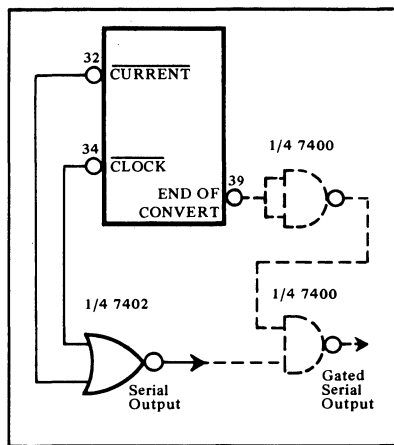 32
CURRENT
34
CLOCK
39
END OF
CONVERT
1/4 7400
1/4 7402
1/4 7400
Serial
Output
Gated
Serial
Output